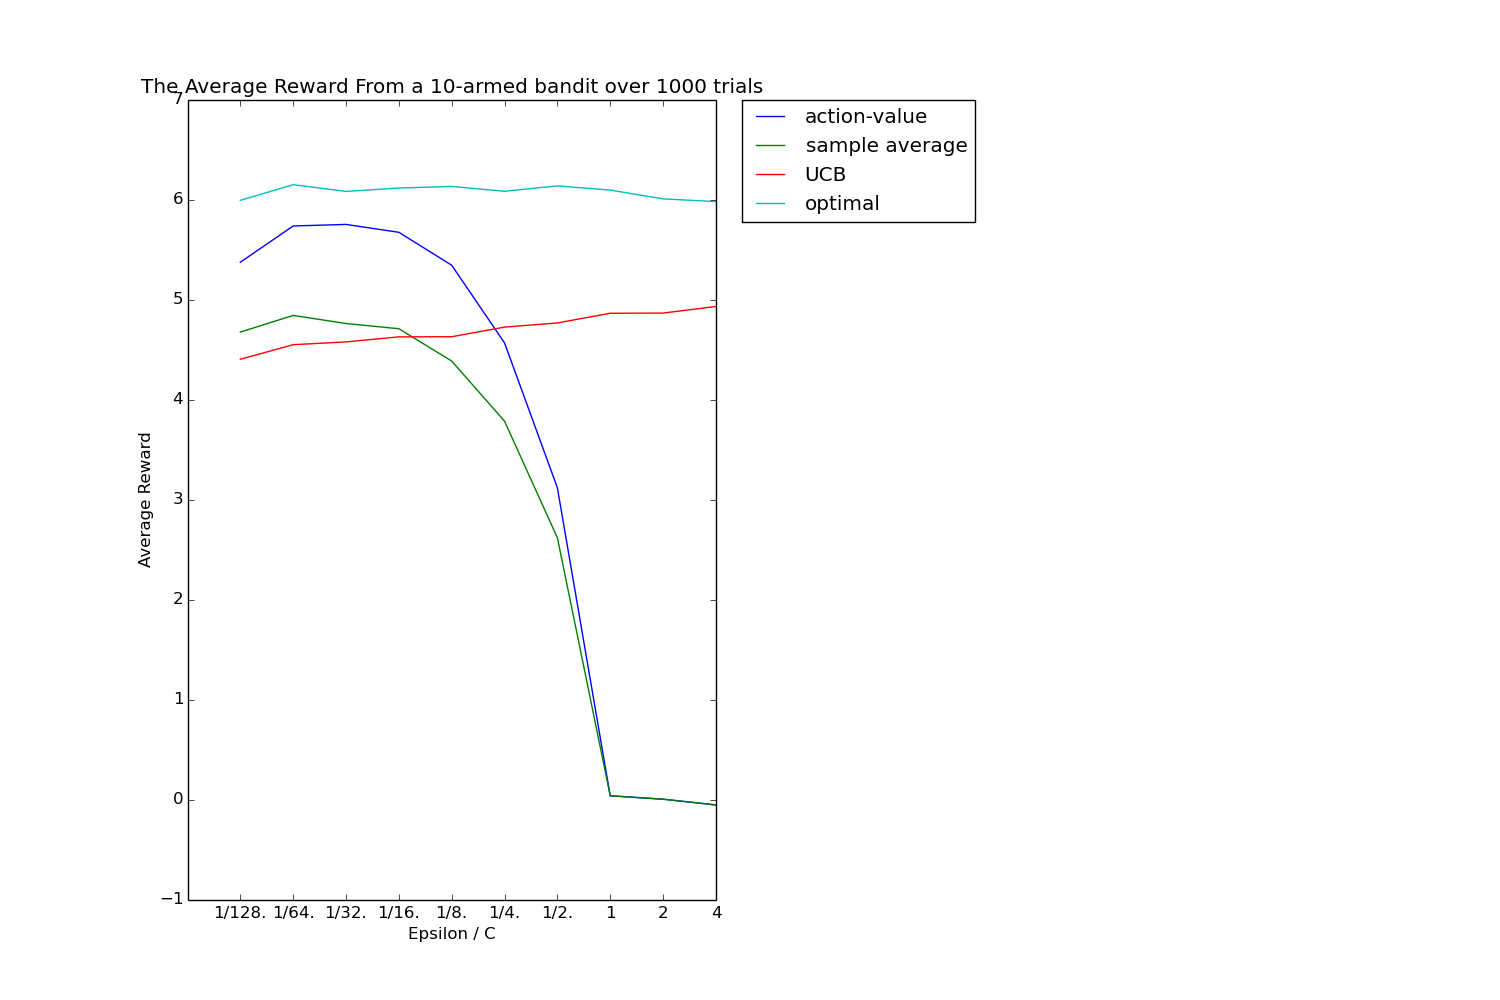 The Average Reward From a 10-armed bandit over 1000 trials
7
6
5
4
3
2
1
0
−1
Average Reward
1/128. 1/64. 1/32. 1/16. 1/8. 1/4. 1/2. 1 2 4
Epsilon / C
action-value
sample average
UCB
optimal